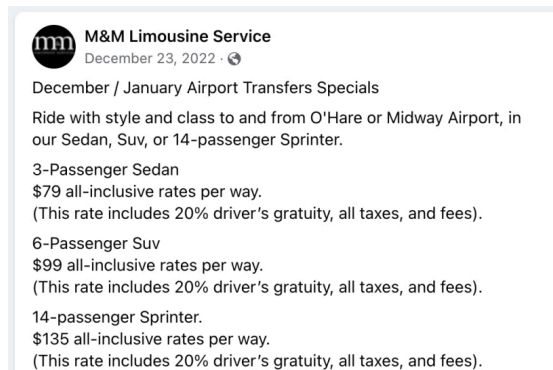 mm
M&M Limousine Service
December 23, 2022 ·
December / January Airport Transfers Specials
Ride with style and class to and from O'Hare or Midway Airport, in
our Sedan, Suv, or 14-passenger Sprinter.
3-Passenger Sedan
$79 all-inclusive rates per way.
(This rate includes 20% driver’s gratuity, all taxes, and fees).
6-Passenger Suv
$99 all-inclusive rates per way.
(This rate includes 20% driver’s gratuity, all taxes, and fees).
14-passenger Sprinter.
$135 all-inclusive rates per way.
(This rate includes 20% driver’s gratuity, all taxes, and fees).